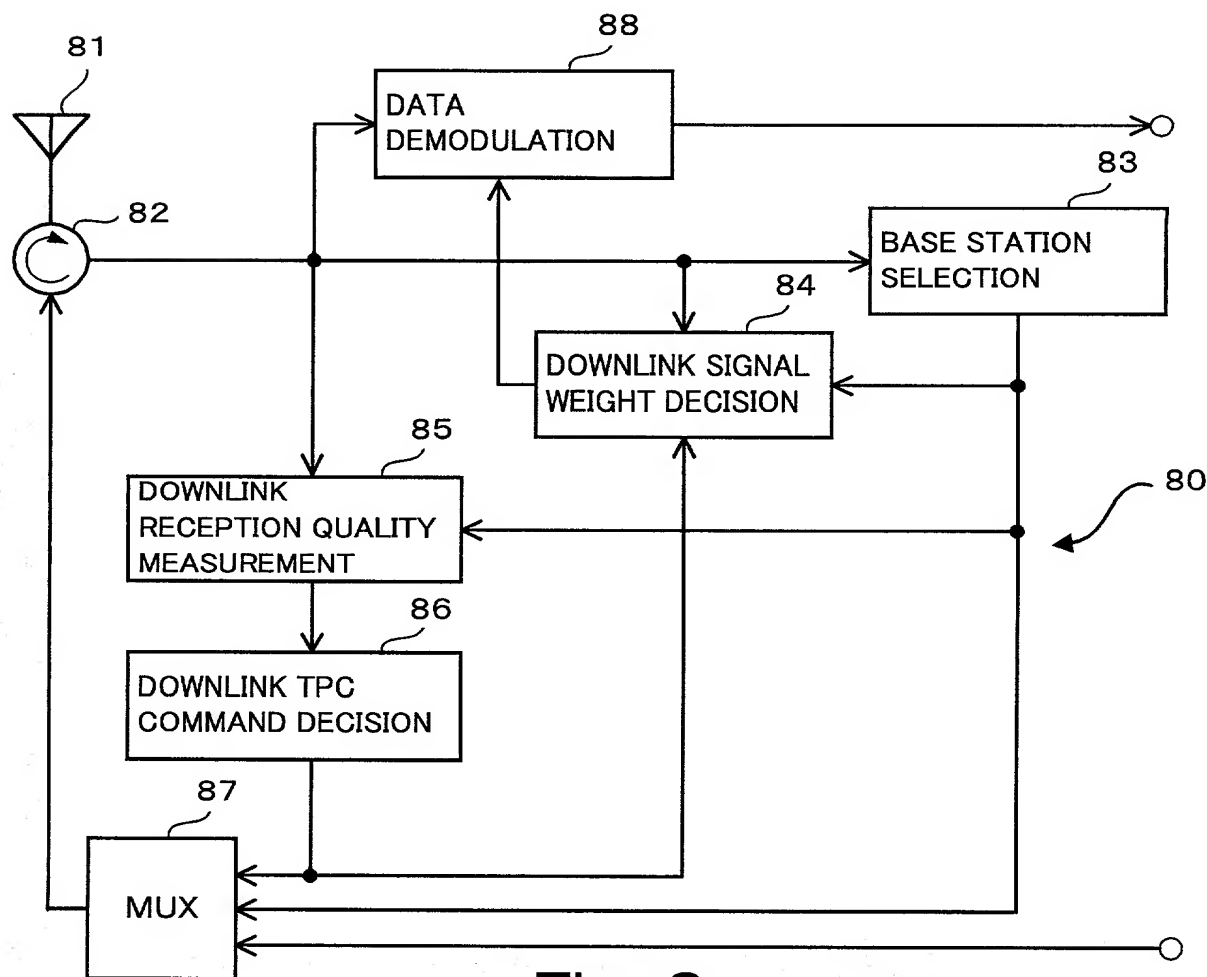 88
81
DATA
DEMODULATION
83
82
BASE STATION
SELECTION
84
DOWNLINK SIGNAL
WEIGHT DECISION
85
80
DOWNLINK
RECEPTION QUALITY
MEASUREMENT
86
DOWNLINK TPC
COMMAND DECISION
87
MUX